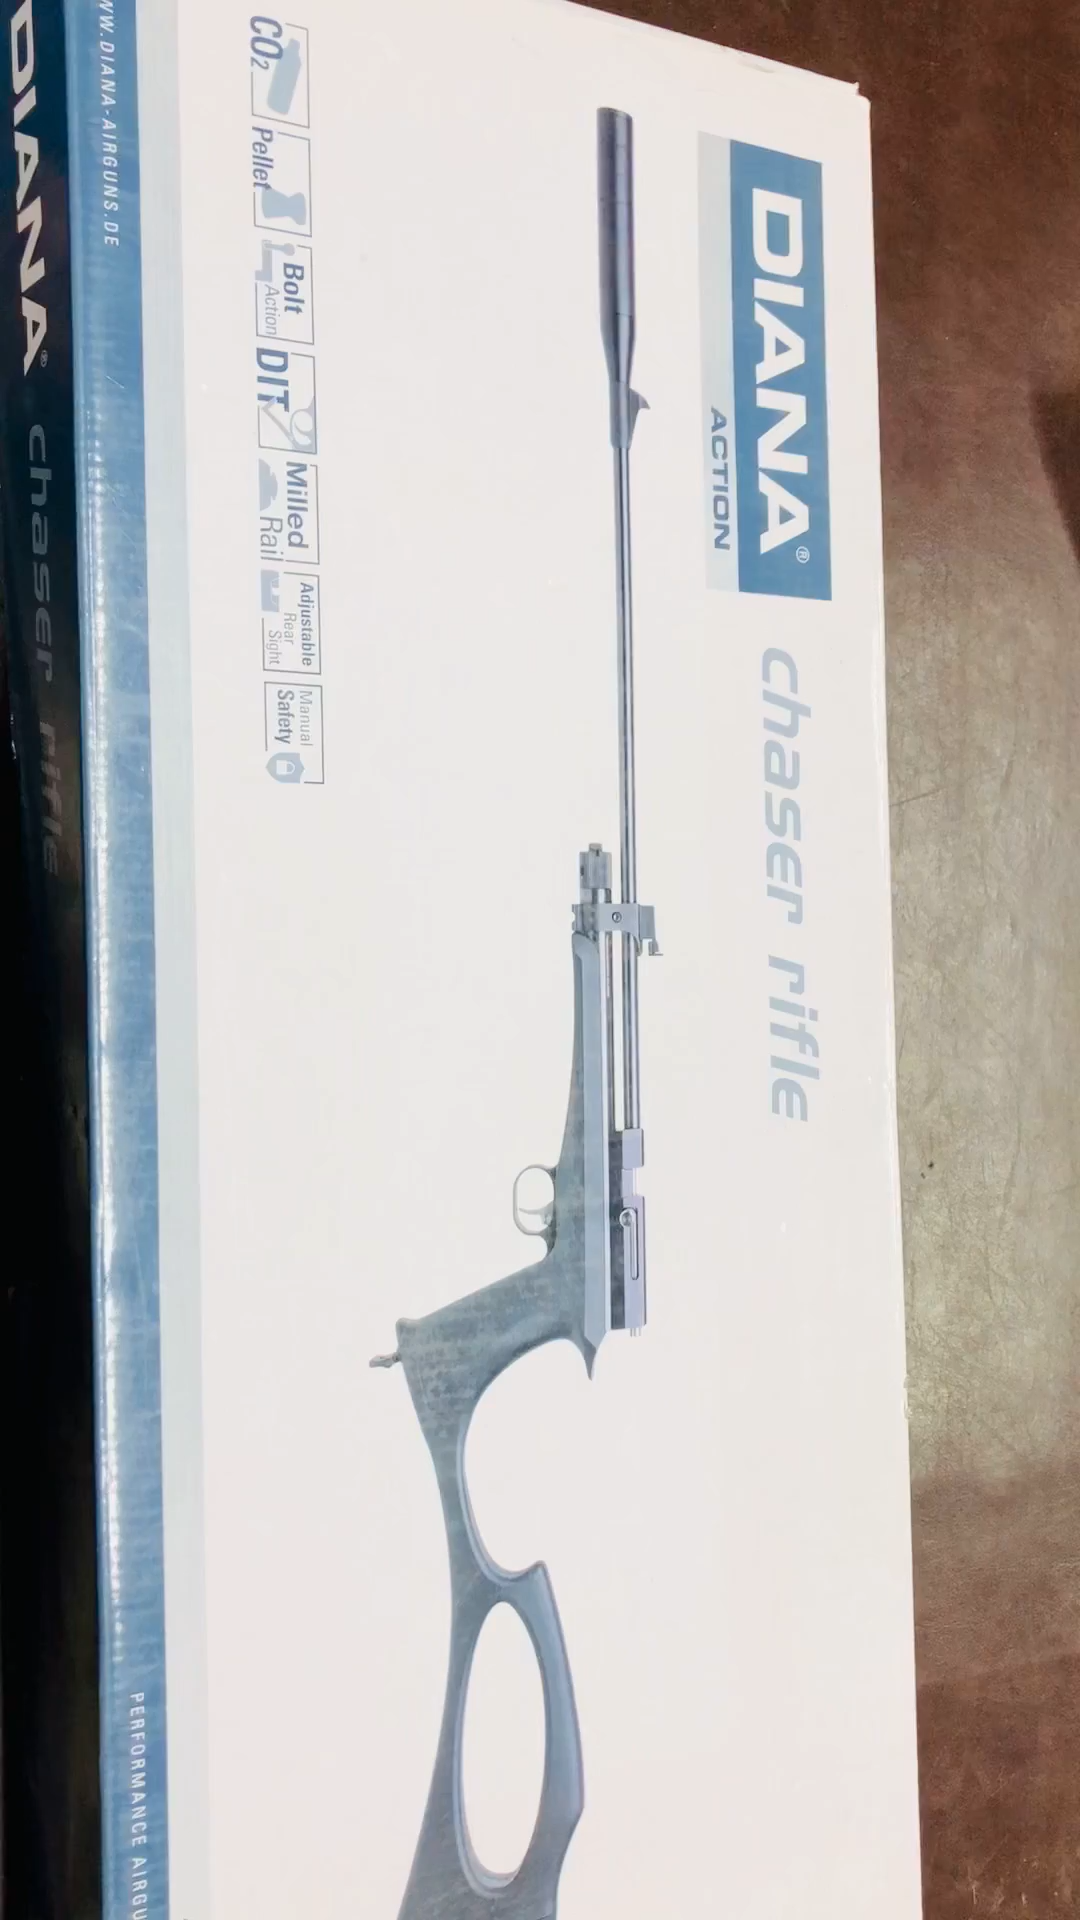 DIANA®
ACTION
chaser rifle
CO2
Pellet
Bolt
Action
DIT
Milled
Rail
Adjustable
Rear
Sight
Manual
Safety
WW.DIANA-AIRGUNS.DE
PERFORMANCE AIRGU
DIANA® chaser rifle